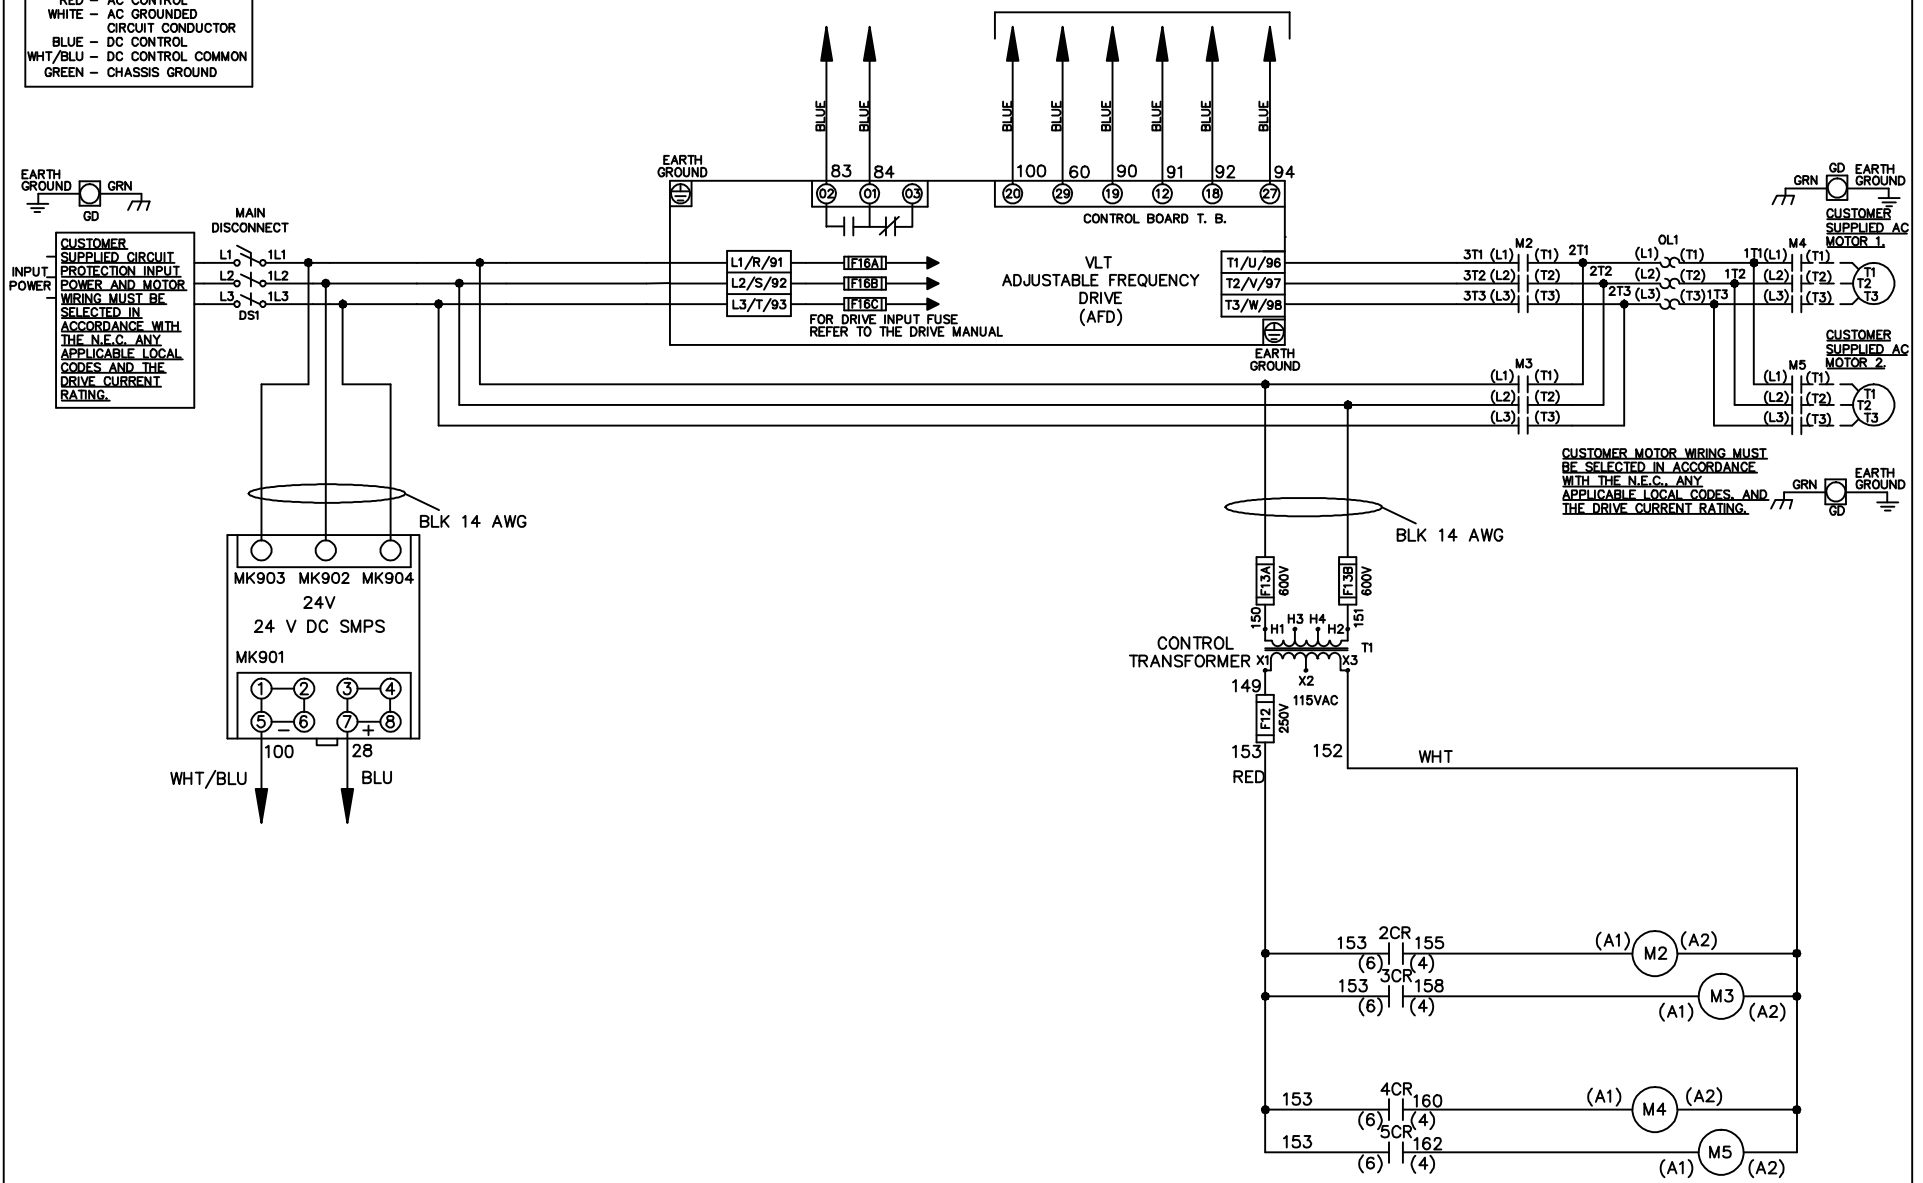 RED – AC CONTROL
WHITE – AC GROUNDED
CIRCUIT CONDUCTOR
BLUE – DC CONTROL
WHT/BLU – DC CONTROL COMMON
GREEN – CHASSIS GROUND
BLUE
BLUE
BLUE
BLUE
BLUE
BLUE
BLUE
BLUE
EARTH
GROUND
GRN
GD
MAIN
DISCONNECT
INPUT
POWER
CUSTOMER
SUPPLIED CIRCUIT
PROTECTION INPUT
POWER AND MOTOR
WIRING MUST BE
SELECTED IN
ACCORDANCE WITH
THE N.E.C. ANY
APPLICABLE LOCAL
CODES AND THE
DRIVE CURRENT
RATING.
L1 1L1
L2 1L2
L3 1L3
DS1
EARTH
GROUND
83 84
02 01 03
100 60 90 91 92 94
20 29 19 12 18 27
CONTROL BOARD T. B.
L1/R/91
L2/S/92
L3/T/93
F16A
F16B
F16C
FOR DRIVE INPUT FUSE
REFER TO THE DRIVE MANUAL
VLT
ADJUSTABLE FREQUENCY
DRIVE
(AFD)
T1/U/96
T2/V/97
T3/W/98
EARTH
GROUND
M2
3T1 (L1) (T1) 2T1
3T2 (L2) (T2) 2T2
3T3 (L3) (T3) 2T3
OL1
(L1) (T1) 1T1
(L2) (T2) 1T2
(L3) (T3) 1T3
M4
(L1) (T1)
(L2) (T2)
(L3) (T3)
T1
T2
T3
GRN
GD
EARTH
GROUND
CUSTOMER
SUPPLIED AC
MOTOR 1.
M3
(L1) (T1)
(L2) (T2)
(L3) (T3)
CUSTOMER
SUPPLIED AC
MOTOR 2.
M5
(L1) (T1)
(L2) (T2)
(L3) (T3)
T1
T2
T3
CUSTOMER MOTOR WIRING MUST
BE SELECTED IN ACCORDANCE
WITH THE N.E.C., ANY
APPLICABLE LOCAL CODES, AND
THE DRIVE CURRENT RATING.
GRN
GD
EARTH
GROUND
BLK 14 AWG
MK903 MK902 MK904
24V
24 V DC SMPS
MK901
1 2 3 4
5 – 6 7 + 8
100 28
WHT/BLU
BLU
BLK 14 AWG
F13A
600V
F13B
600V
150
151
H1 H3 H4 H2
CONTROL
TRANSFORMER
T1
X1 X3
X2
115VAC
149
F12
250V
153
RED
152
WHT
2CR
153 155
(6) (4)
(A1) M2 (A2)
3CR
153 158
(6) (4)
(A1) M3 (A2)
4CR
153 160
(6) (4)
(A1) M4 (A2)
5CR
153 162
(6) (4)
(A1) M5 (A2)